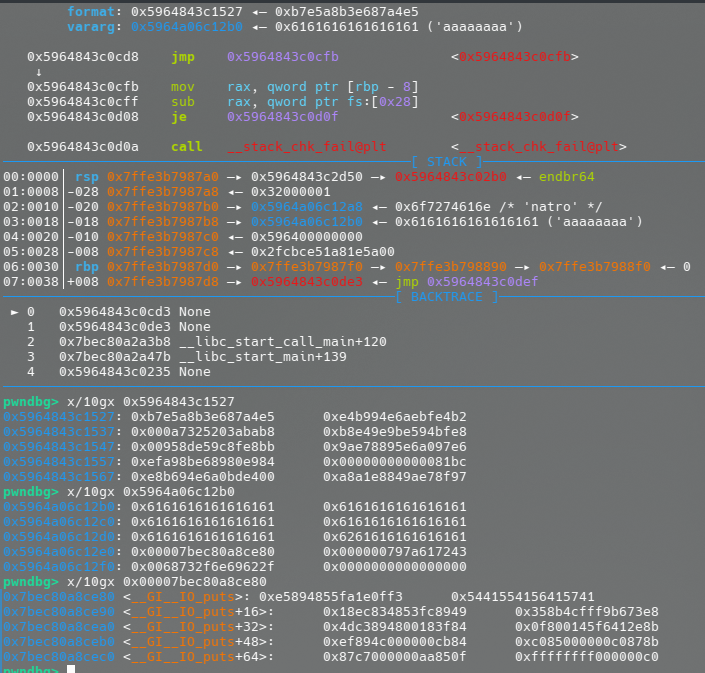 format: 0x5964843c1527 ◂— 0xb7e5a8b3e687a4e5
vararg: 0x5964a06c12b0 ◂— 0x6161616161616161 ('aaaaaaaa')
0x5964843c0cd8 jmp 0x5964843c0cfb <0x5964843c0cfb>
↓
0x5964843c0cfb mov rax, qword ptr [rbp - 8]
0x5964843c0cff sub rax, qword ptr fs:[0x28]
0x5964843c0d08 je 0x5964843c0d0f <0x5964843c0d0f>
0x5964843c0d0a call __stack_chk_fail@plt <__stack_chk_fail@plt>
[ STACK ]
00:0000│ rsp 0x7ffe3b7987a0 —▸ 0x5964843c2d50 —▸ 0x5964843c02b0 ◂— endbr64
01:0008│-028 0x7ffe3b7987a8 ◂— 0x32000001
02:0010│-020 0x7ffe3b7987b0 —▸ 0x5964a06c12a8 ◂— 0x6f7274616e /* 'natro' */
03:0018│-018 0x7ffe3b7987b8 —▸ 0x5964a06c12b0 ◂— 0x6161616161616161 ('aaaaaaaa')
04:0020│-010 0x7ffe3b7987c0 ◂— 0x596400000000
05:0028│-008 0x7ffe3b7987c8 ◂— 0x2fcbce51a81e5a00
06:0030│ rbp 0x7ffe3b7987d0 —▸ 0x7ffe3b7987f0 —▸ 0x7ffe3b798890 —▸ 0x7ffe3b7988f0 ◂— 0
07:0038│+008 0x7ffe3b7987d8 —▸ 0x5964843c0de3 ◂— jmp 0x5964843c0def
[ BACKTRACE ]
► 0 0x5964843c0cd3 None
1 0x5964843c0de3 None
2 0x7bec80a2a3b8 __libc_start_call_main+120
3 0x7bec80a2a47b __libc_start_main+139
4 0x5964843c0235 None
pwndbg> x/10gx 0x5964843c1527
0x5964843c1527: 0xb7e5a8b3e687a4e5 0xe4b994e6aebfe4b2
0x5964843c1537: 0x000a7325203abab8 0xb8e49e9be594bfe8
0x5964843c1547: 0x00958de59c8fe8bb 0x9ae78895e6a097e6
0x5964843c1557: 0xefa98be68980e984 0x00000000000081bc
0x5964843c1567: 0xe8b694e6a0bde400 0xa8a1e8849ae78f97
pwndbg> x/10gx 0x5964a06c12b0
0x5964a06c12b0: 0x6161616161616161 0x6161616161616161
0x5964a06c12c0: 0x6161616161616161 0x6161616161616161
0x5964a06c12d0: 0x6161616161616161 0x6261616161616161
0x5964a06c12e0: 0x00007bec80a8ce80 0x000000797a617243
0x5964a06c12f0: 0x0068732f6e69622f 0x0000000000000000
pwndbg> x/10gx 0x00007bec80a8ce80
0x7bec80a8ce80 <__GI__IO_puts>: 0xe5894855fa1e0ff3 0x5441554156415741
0x7bec80a8ce90 <__GI__IO_puts+16>: 0x18ec834853fc8949 0x358b4cfff9b673e8
0x7bec80a8cea0 <__GI__IO_puts+32>: 0x4dc3894800183f84 0x0f800145f6412e8b
0x7bec80a8ceb0 <__GI__IO_puts+48>: 0xef894c000000cb84 0xc085000000c0878b
0x7bec80a8cec0 <__GI__IO_puts+64>: 0x87c7000000aa850f 0xffffffff000000c0
pwndbg>